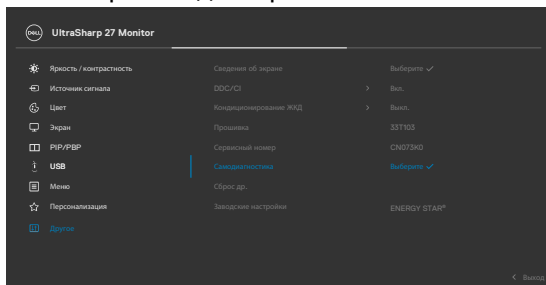 DELL UltraSharp 27 Monitor
Яркость / контрастность Сведения об экране Выберите ✓
Источник сигнала DDC/CI > Вкл.
Цвет Кондиционирование ЖКД > Выкл.
Экран Прошивка 33T103
PIP/PBP Сервисный номер CN073K0
USB Самодиагностика Выберите ✓
Меню Сброс др.
Персонализация Заводские настройки ENERGY STAR®
Другое
< Выход